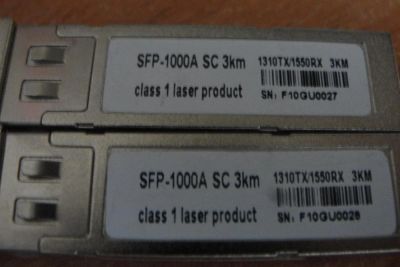 SFP-1000A SC 3km 1310TX/1550RX 3KM
class 1 laser product SN: F10GU0027
SFP-1000A SC 3km 1310TX/1550RX 3KM
class 1 laser product SN: F10GU0026